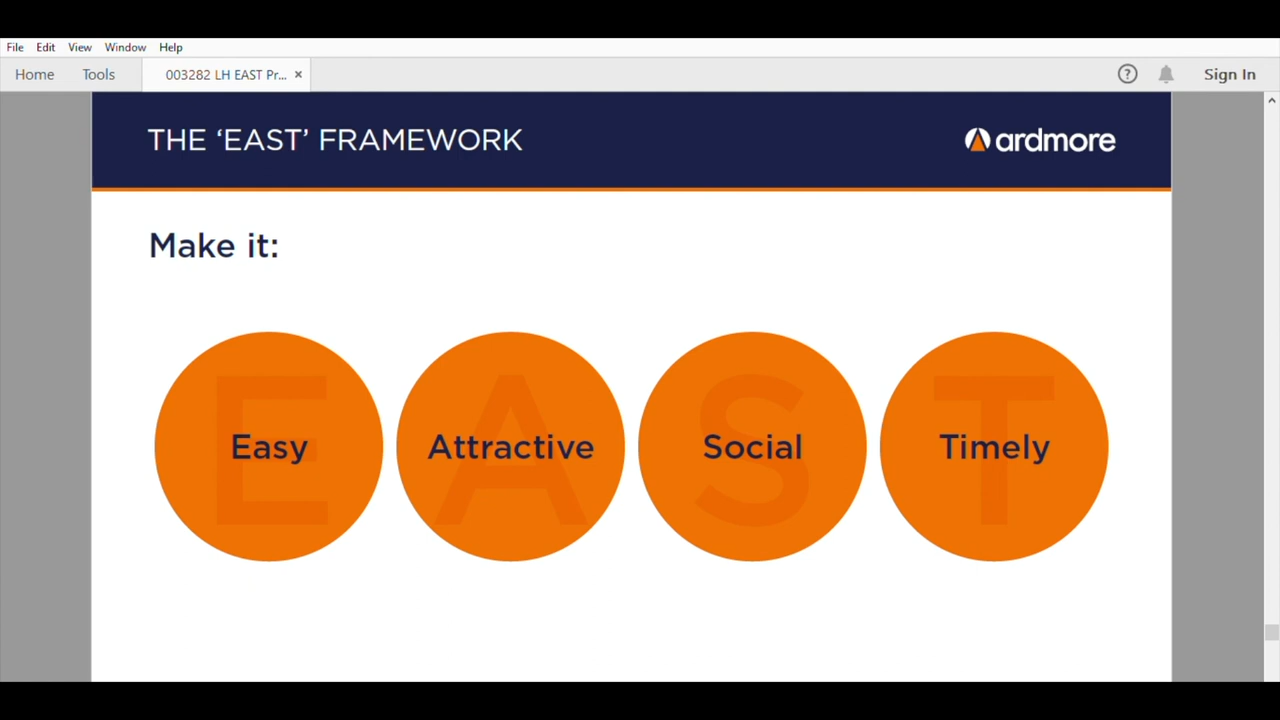 File Edit View Window Help
Home Tools 003282 LH EAST Pr... × ? Sign In
THE ‘EAST’ FRAMEWORK ardmore
Make it:
E A S T
Easy Attractive Social Timely